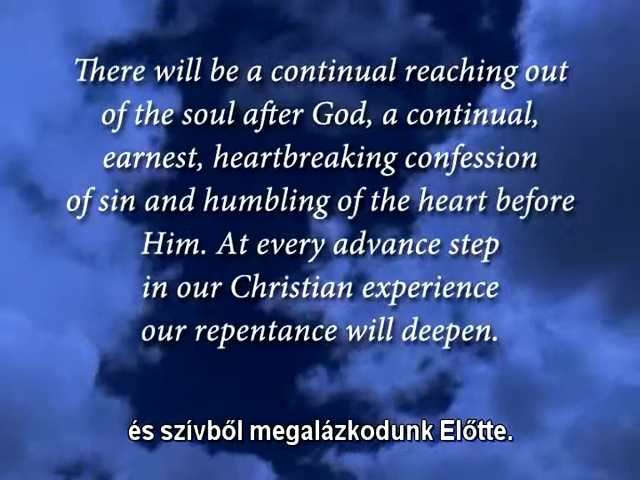 There will be a continual reaching out
of the soul after God, a continual,
earnest, heartbreaking confession
of sin and humbling of the heart before
Him. At every advance step
in our Christian experience
our repentance will deepen.
és szívből megalázkodunk Előtte.